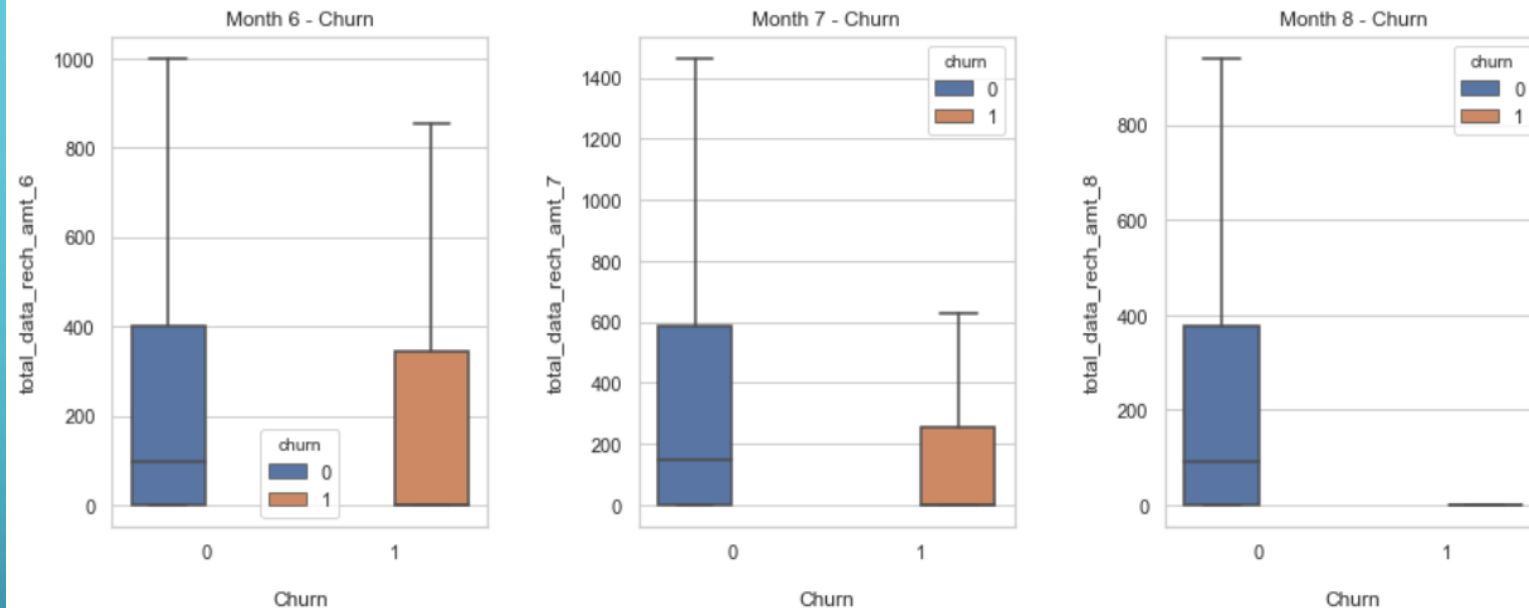 Month 6 - Churn
1000
800
600
400
200
0
total_data_rech_amt_6
churn
0
1
0
1
Churn
Month 7 - Churn
1400
1200
1000
800
600
400
200
0
total_data_rech_amt_7
churn
0
1
0
1
Churn
Month 8 - Churn
800
600
400
200
0
total_data_rech_amt_8
churn
0
1
0
1
Churn